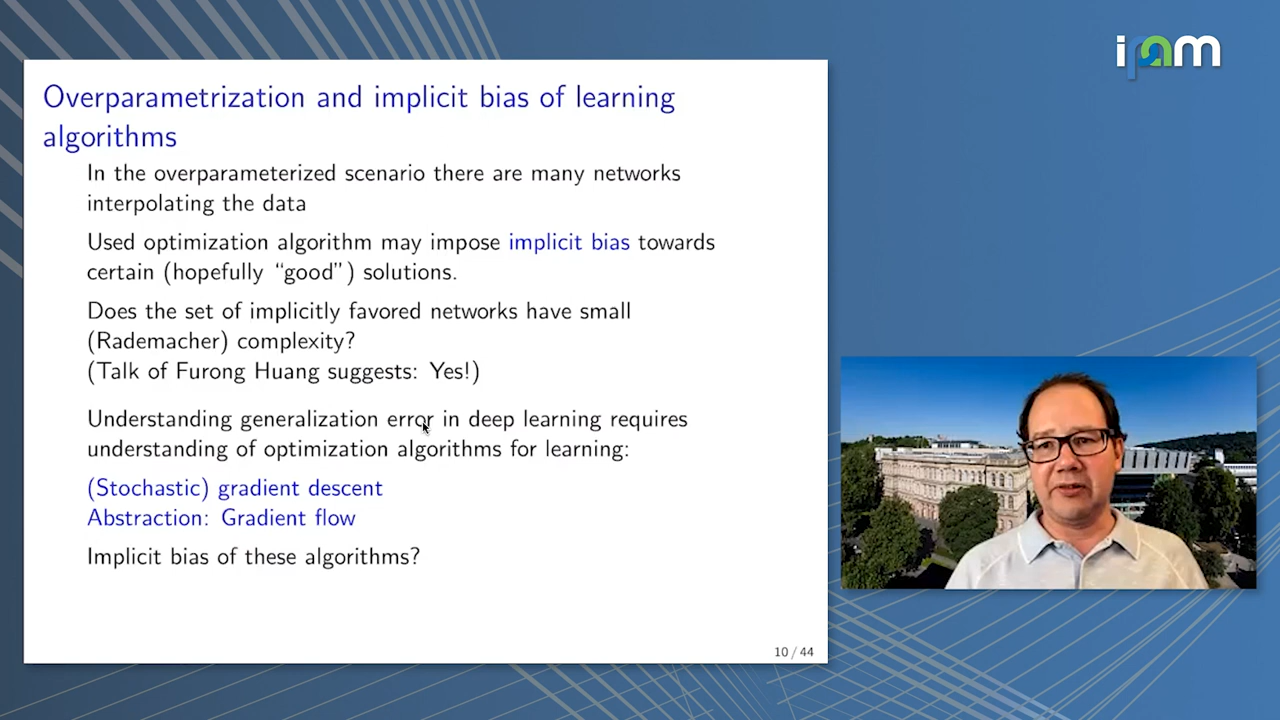 ipam
Overparametrization and implicit bias of learning
algorithms
In the overparameterized scenario there are many networks
interpolating the data
Used optimization algorithm may impose implicit bias towards
certain (hopefully “good”) solutions.
Does the set of implicitly favored networks have small
(Rademacher) complexity?
(Talk of Furong Huang suggests: Yes!)
Understanding generalization error in deep learning requires
understanding of optimization algorithms for learning:
(Stochastic) gradient descent
Abstraction: Gradient flow
Implicit bias of these algorithms?
10 / 44